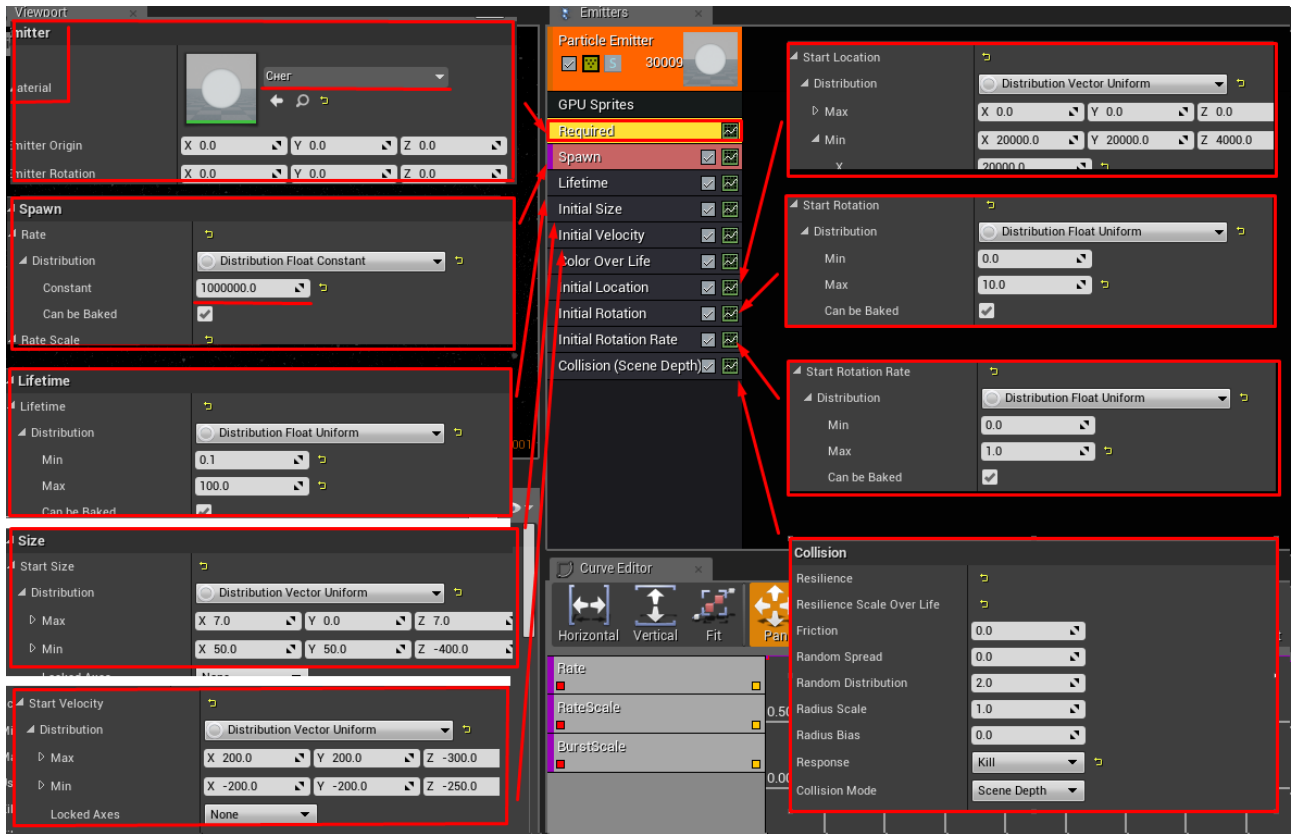 Viewport
Emitters
mitter
aterial
Снег
Emitter Origin
X 0.0 Y 0.0 Z 0.0
Emitter Rotation
X 0.0 Y 0.0 Z 0.0
Spawn
Rate
Distribution
Distribution Float Constant
Constant
1000000.0
Can be Baked
Rate Scale
Lifetime
Lifetime
Distribution
Distribution Float Uniform
Min
0.1
Max
100.0
Can be Baked
Size
Start Size
Distribution
Distribution Vector Uniform
Max
X 7.0 Y 0.0 Z 7.0
Min
X 50.0 Y 50.0 Z -400.0
Locked Axes
None
Start Velocity
Distribution
Distribution Vector Uniform
Max
X 200.0 Y 200.0 Z -300.0
Min
X -200.0 Y -200.0 Z -250.0
Locked Axes
None
Particle Emitter
S 30009
GPU Sprites
Required
Spawn
Lifetime
Initial Size
Initial Velocity
Color Over Life
Initial Location
Initial Rotation
Initial Rotation Rate
Collision (Scene Depth)
Curve Editor
Horizontal Vertical Fit Pan
Rate
RateScale
BurstScale
0.50
0.00
Start Location
Distribution
Distribution Vector Uniform
Max
X 0.0 Y 0.0 Z 0.0
Min
X 20000.0 Y 20000.0 Z 4000.0
X
20000.0
Start Rotation
Distribution
Distribution Float Uniform
Min
0.0
Max
10.0
Can be Baked
Start Rotation Rate
Distribution
Distribution Float Uniform
Min
0.0
Max
1.0
Can be Baked
Collision
Resilience
Resilience Scale Over Life
Friction
0.0
Random Spread
0.0
Random Distribution
2.0
Radius Scale
1.0
Radius Bias
0.0
Response
Kill
Collision Mode
Scene Depth